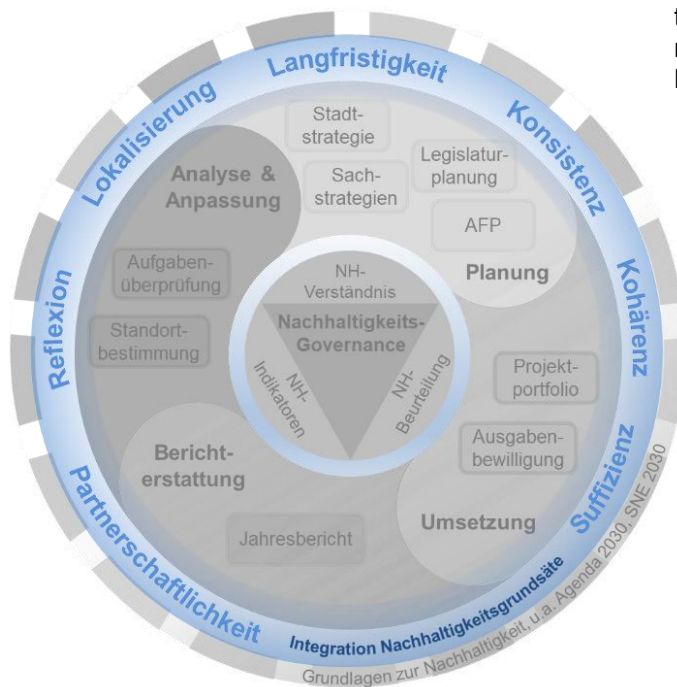 Langfristigkeit
Konsistenz
Kohärenz
Suffizienz
Integration Nachhaltigkeitsgrundsäte
Partnerschaftlichkeit
Reflexion
Lokalisierung
Grundlagen zur Nachhaltigkeit, u.a. Agenda 2030, SNE 2030
Stadt-
strategie
Sach-
strategien
Legislatur-
planung
AFP
Planung
Projekt-
portfolio
Ausgaben-
bewilligung
Umsetzung
Jahresbericht
Bericht-
erstattung
Standort-
bestimmung
Aufgaben-
überprüfung
Analyse &
Anpassung
NH-
Verständnis
Nachhaltigkeits-
Governance
NH-
Indikatoren
NH-
Beurteilung